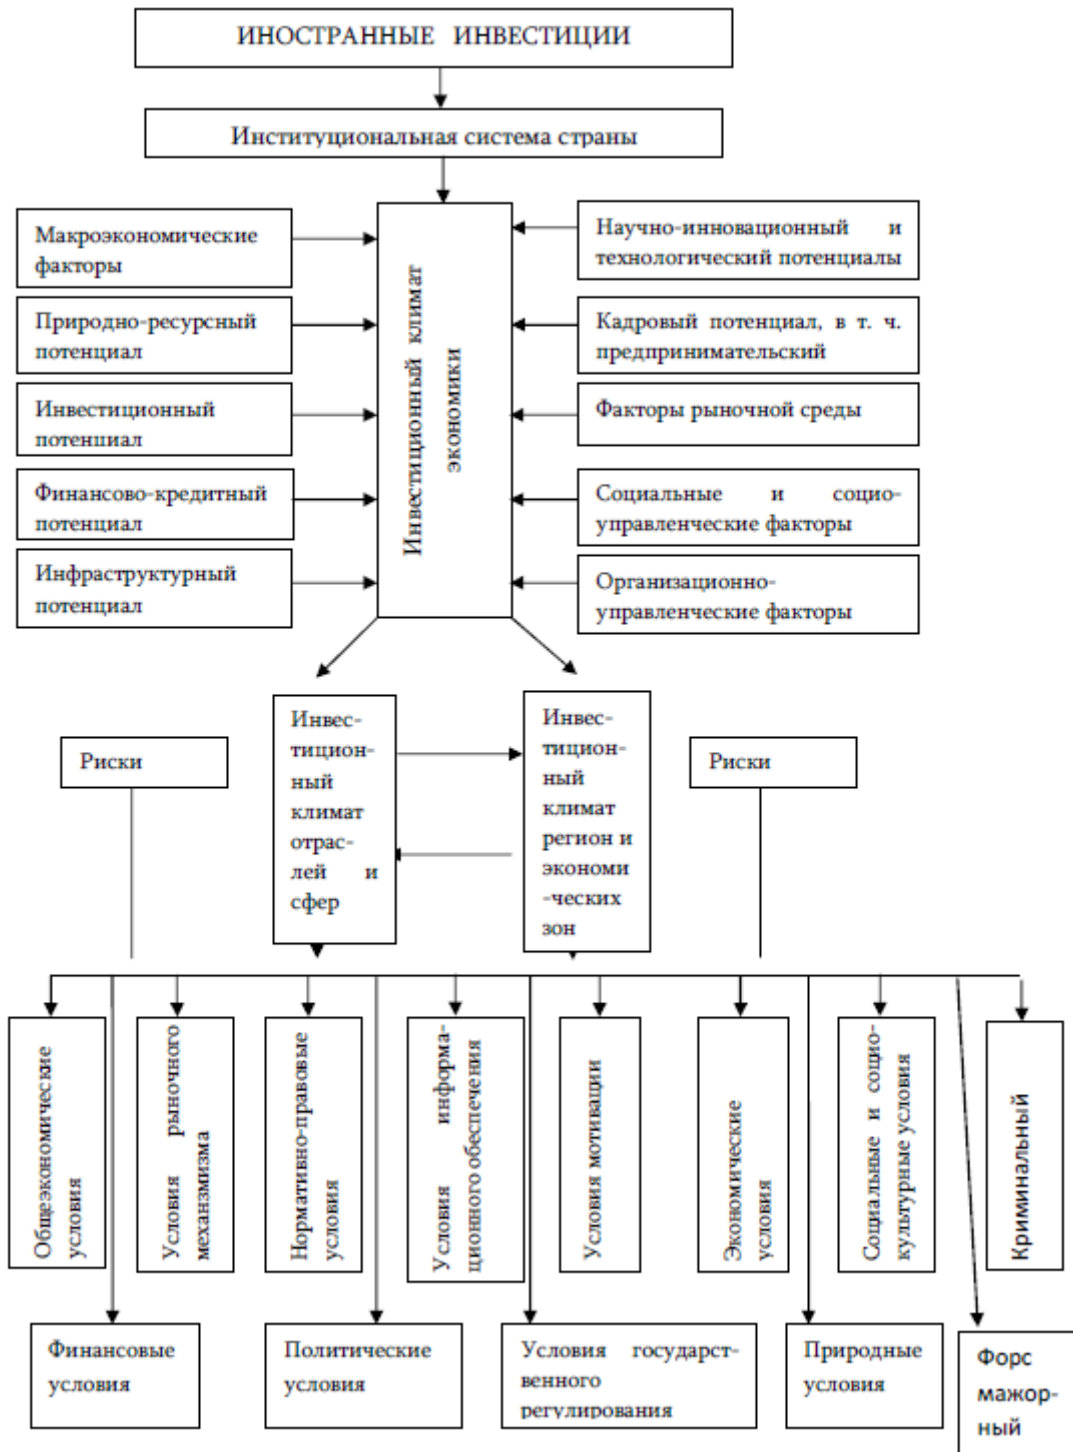 ИНОСТРАННЫЕ ИНВЕСТИЦИИ
Институциональная система страны
Макроэкономические
факторы
Природно-ресурсный
потенциал
Инвестиционный
потенциал
Финансово-кредитный
потенциал
Инфраструктурный
потенциал
Инвестиционный климат
экономики
Научно-инновационный и
технологический потенциалы
Кадровый потенциал, в т. ч.
предпринимательский
Факторы рыночной среды
Социальные и социо-
управленческие факторы
Организационно-
управленческие факторы
Риски
Инвес-
тицион-
ный
климат
отрас-
лей и
сфер
Инвес-
тицион-
ный
климат
регион и
экономи
-ческих
зон
Риски
Общеэкономические
условия
Условия рыночного
механзмизма
Нормативно-правовые
условия
Условия информа-
ционного обеспечения
Условия мотивации
Экономические
условия
Социальные и социо-
культурные условия
Криминальный
Финансовые
условия
Политические
условия
Условия государст-
венного
регулирования
Природные
условия
Форс
мажор-
ный